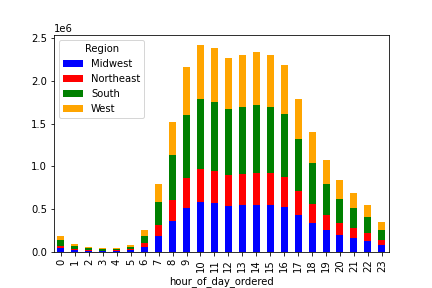 1e6
2.5
2.0
1.5
1.0
0.5
0.0
Region
Midwest
Northeast
South
West
0 1 2 3 4 5 6 7 8 9 10 11 12 13 14 15 16 17 18 19 20 21 22 23
hour_of_day_ordered